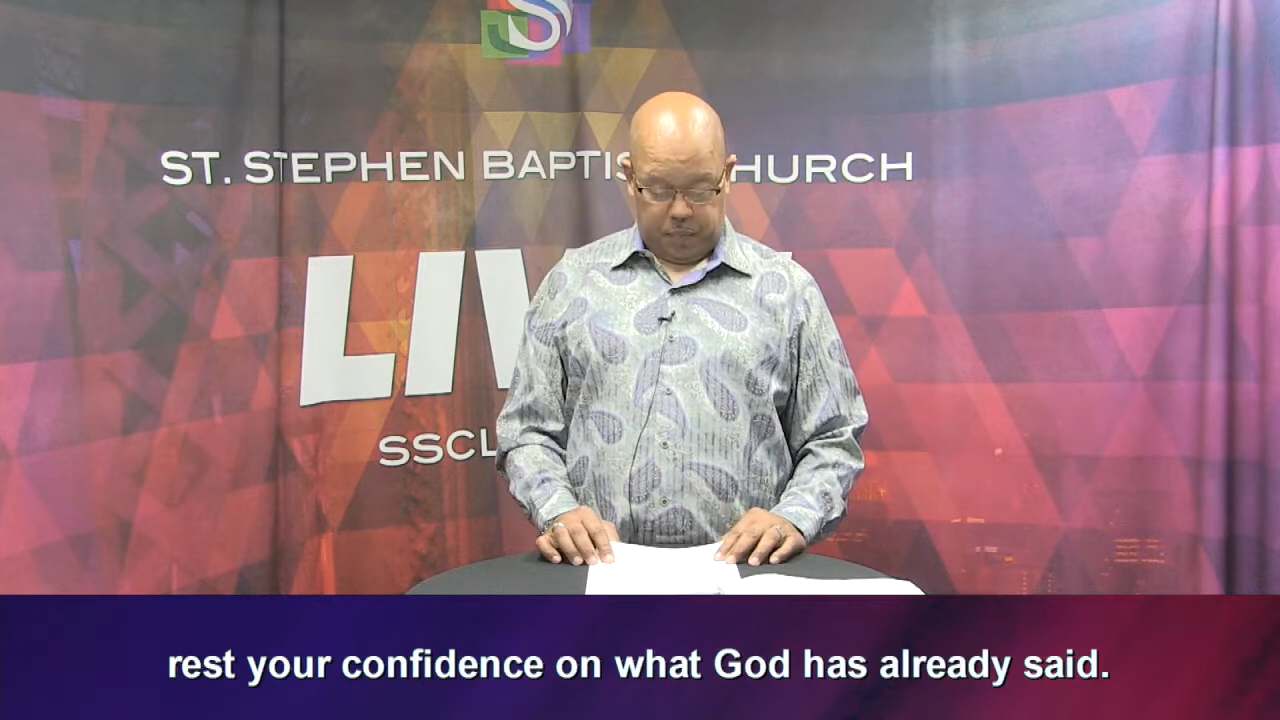 S
ST. STEPHEN BAPTIS HURCH
LIV
SSCL
rest your confidence on what God has already said.